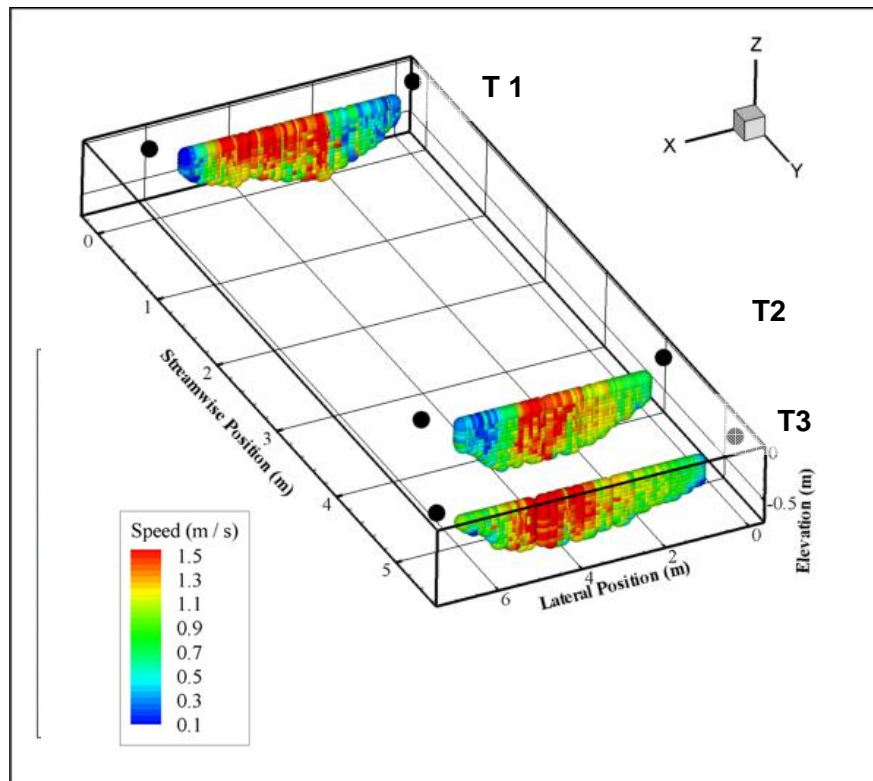 T 1
Z
X
Y
0
1
T2
2
Streamwise Position (m)
3
T3
0
4
-0.5
Elevation (m)
0
2
4
Lateral Position (m)
5
6
Speed (m / s)
1.5
1.3
1.1
0.9
0.7
0.5
0.3
0.1